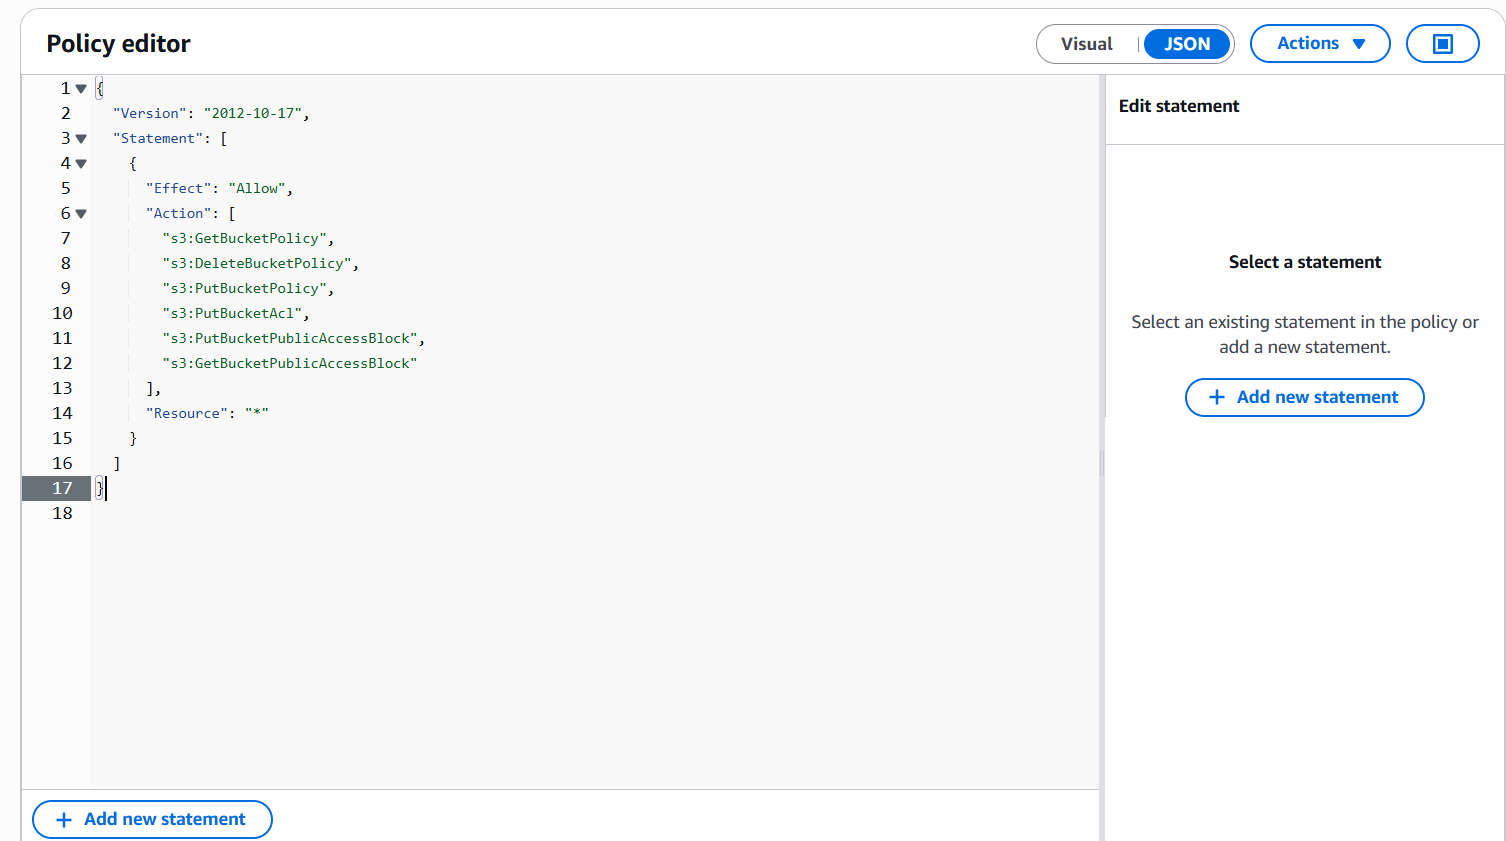 Policy editor
Visual | JSON
Actions
1 {
2 "Version": "2012-10-17",
3 "Statement": [
4 {
5 "Effect": "Allow",
6 "Action": [
7 "s3:GetBucketPolicy",
8 "s3:DeleteBucketPolicy",
9 "s3:PutBucketPolicy",
10 "s3:PutBucketAcl",
11 "s3:PutBucketPublicAccessBlock",
12 "s3:GetBucketPublicAccessBlock"
13 ],
14 "Resource": "*"
15 }
16 ]
17 }
18
+ Add new statement
Edit statement
Select a statement
Select an existing statement in the policy or
add a new statement.
+ Add new statement